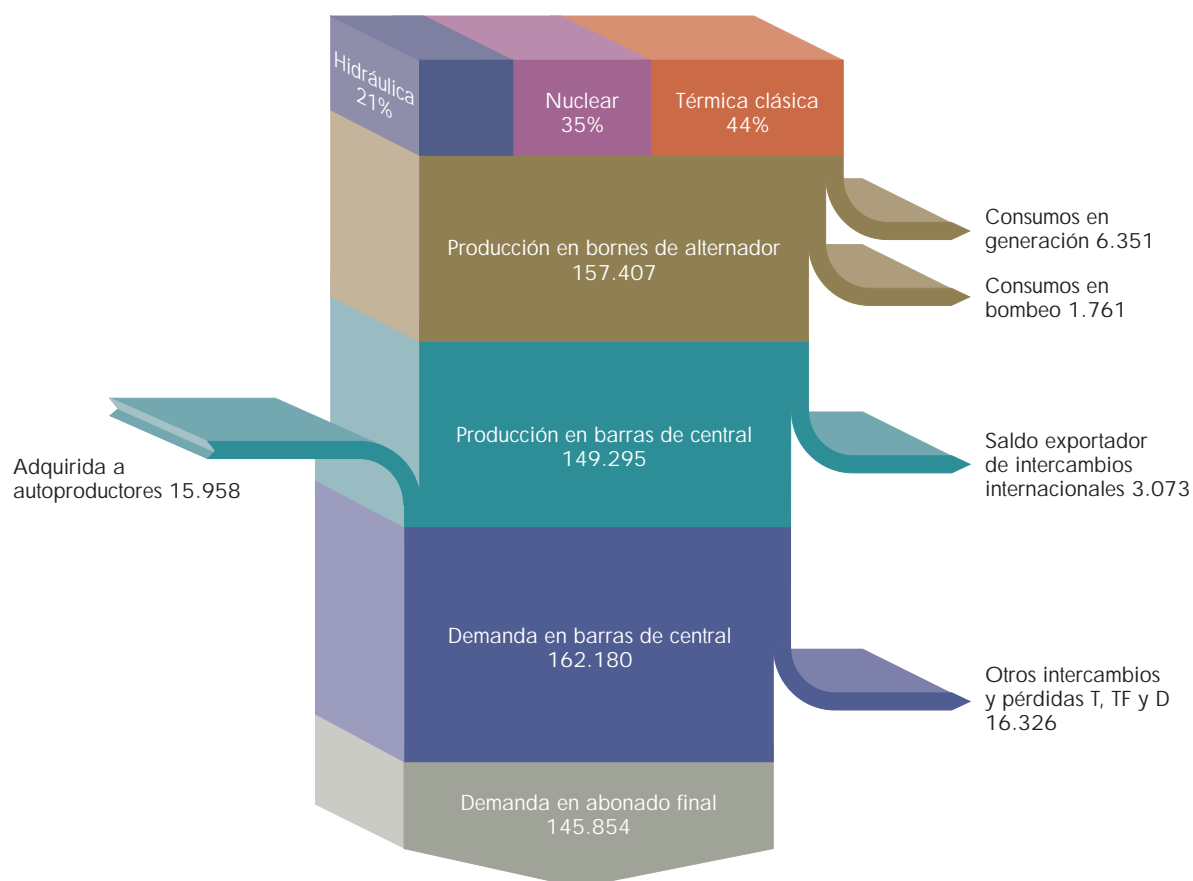 Hidráulica
21%
Nuclear
35%
Térmica clásica
44%
Producción en bornes de alternador
157.407
Consumos en
generación 6.351
Consumos en
bombeo 1.761
Producción en barras de central
149.295
Saldo exportador
de intercambios
internacionales 3.073
Adquirida a
autoproductores 15.958
Demanda en barras de central
162.180
Otros intercambios
y pérdidas T, TF y D
16.326
Demanda en abonado final
145.854